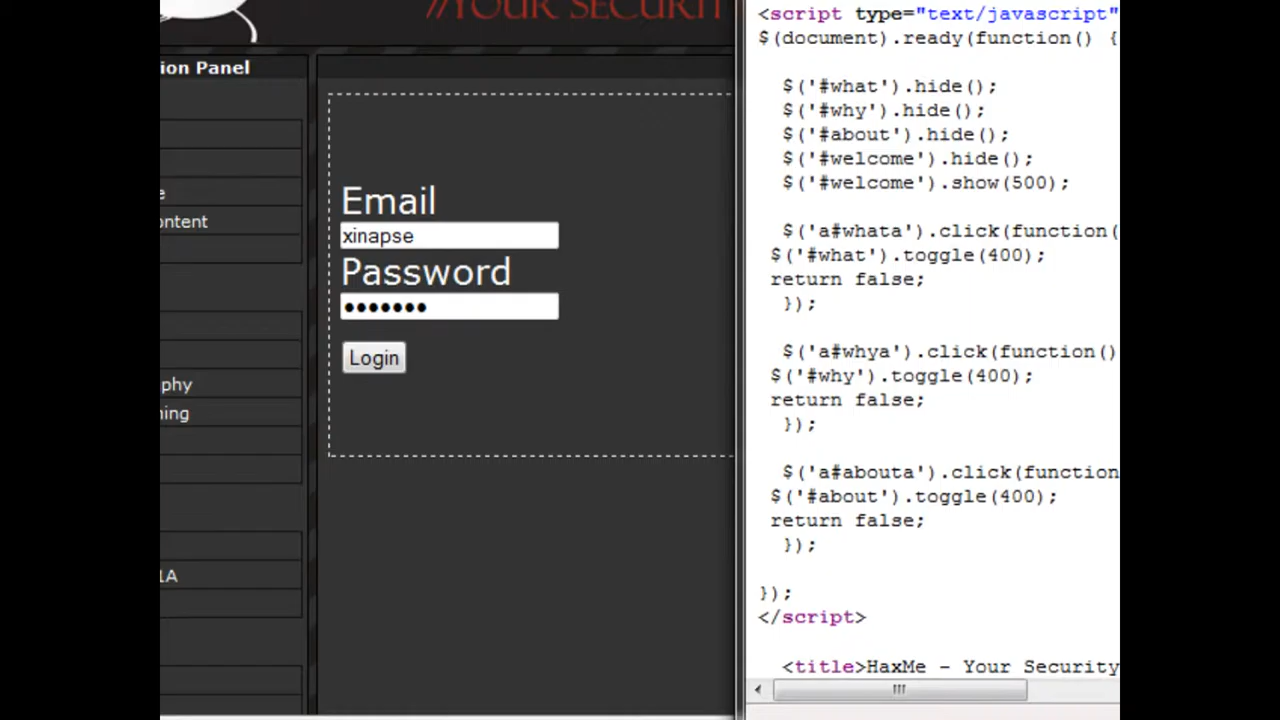 //YOUR SECURIT
ion Panel
e
ontent
phy
ning
1A
Email
xinapse
Password
•••••••
Login
<script type="text/javascript"
$(document).ready(function() {
$('#what').hide();
$('#why').hide();
$('#about').hide();
$('#welcome').hide();
$('#welcome').show(500);
$('a#whata').click(function(
$('#what').toggle(400);
return false;
});
$('a#whya').click(function()
$('#why').toggle(400);
return false;
});
$('a#abouta').click(function
$('#about').toggle(400);
return false;
});
});
</script>
<title>HaxMe - Your Security